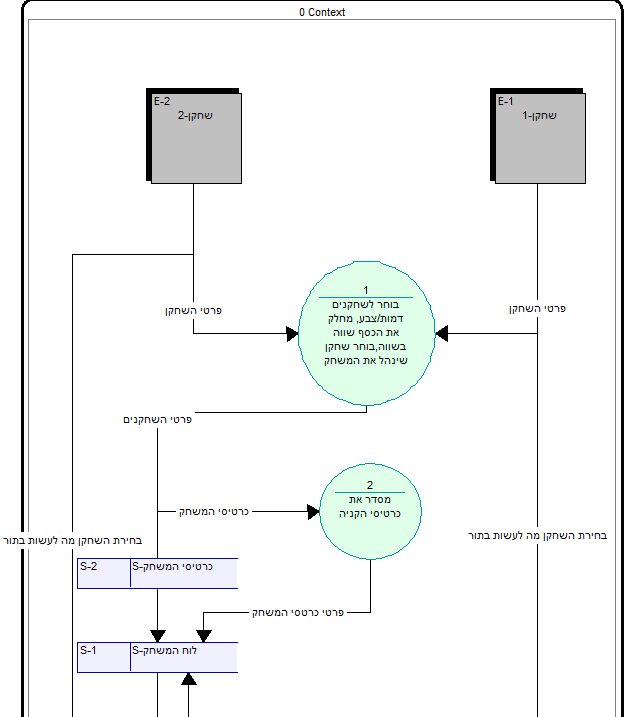 0 Context
E-2
שחקן-2
E-1
שחקן-1
1
בוחר לשחקנים
דמות/צבע, מחלק
את הכסף שווה
בשווה,בוחר שחקן
שינהל את המשחק
פרטי השחקן
פרטי השחקן
פרטי השחקנים
2
מסדר את
כרטיסי הקניה
כרטיסי המשחק
בחירת השחקן מה לעשות בתור
בחירת השחקן מה לעשות בתור
S-2
S-כרטיסי המשחק
פרטי כרטסי המשחק
S-1
S-לוח המשחק